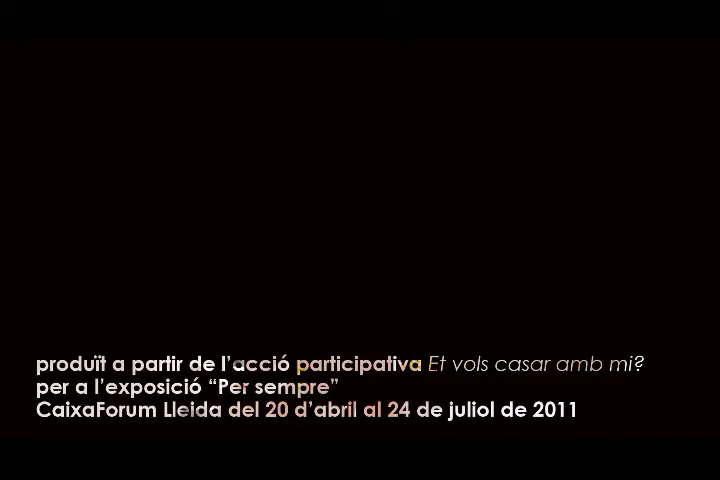 produït a partir de l’acció participativa Et vols casar amb mi?
per a l’exposició “Per sempre”
CaixaForum Lleida del 20 d’abril al 24 de juliol de 2011